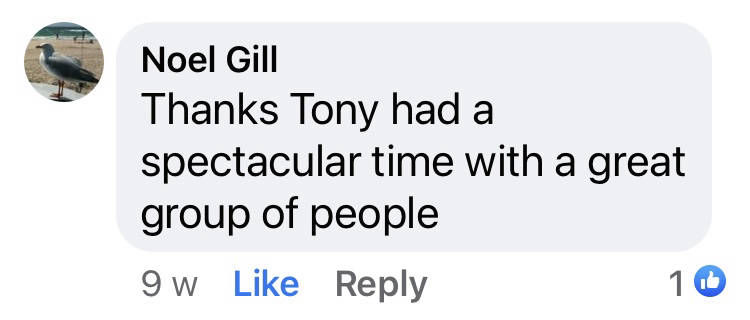 Noel Gill
Thanks Tony had a
spectacular time with a great
group of people
9 w Like Reply 1